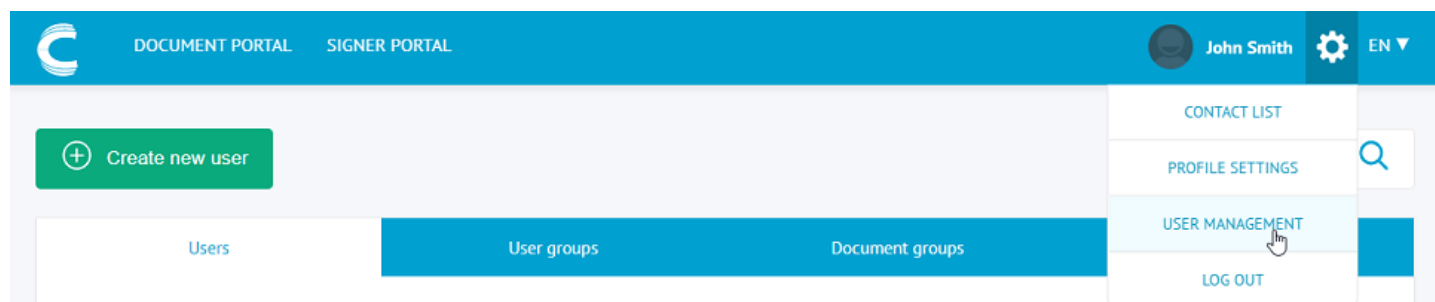 DOCUMENT PORTAL SIGNER PORTAL John Smith EN
CONTACT LIST
Create new user
PROFILE SETTINGS
USER MANAGEMENT
Users User groups Document groups
LOG OUT